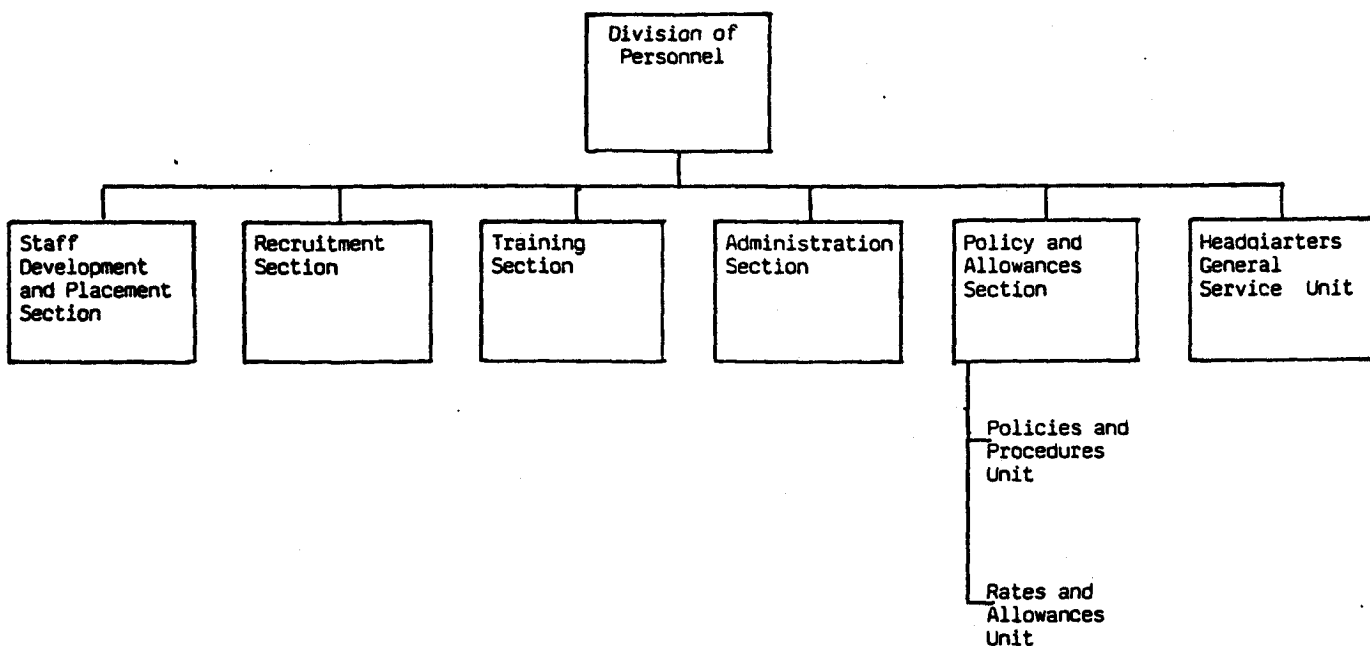 Division of
Personnel
Staff
Development
and Placement
Section
Recruitment
Section
Training
Section
Administration
Section
Policy and
Allowances
Section
Headqiarters
General
Service Unit
Policies and
Procedures
Unit
Rates and
Allowances
Unit